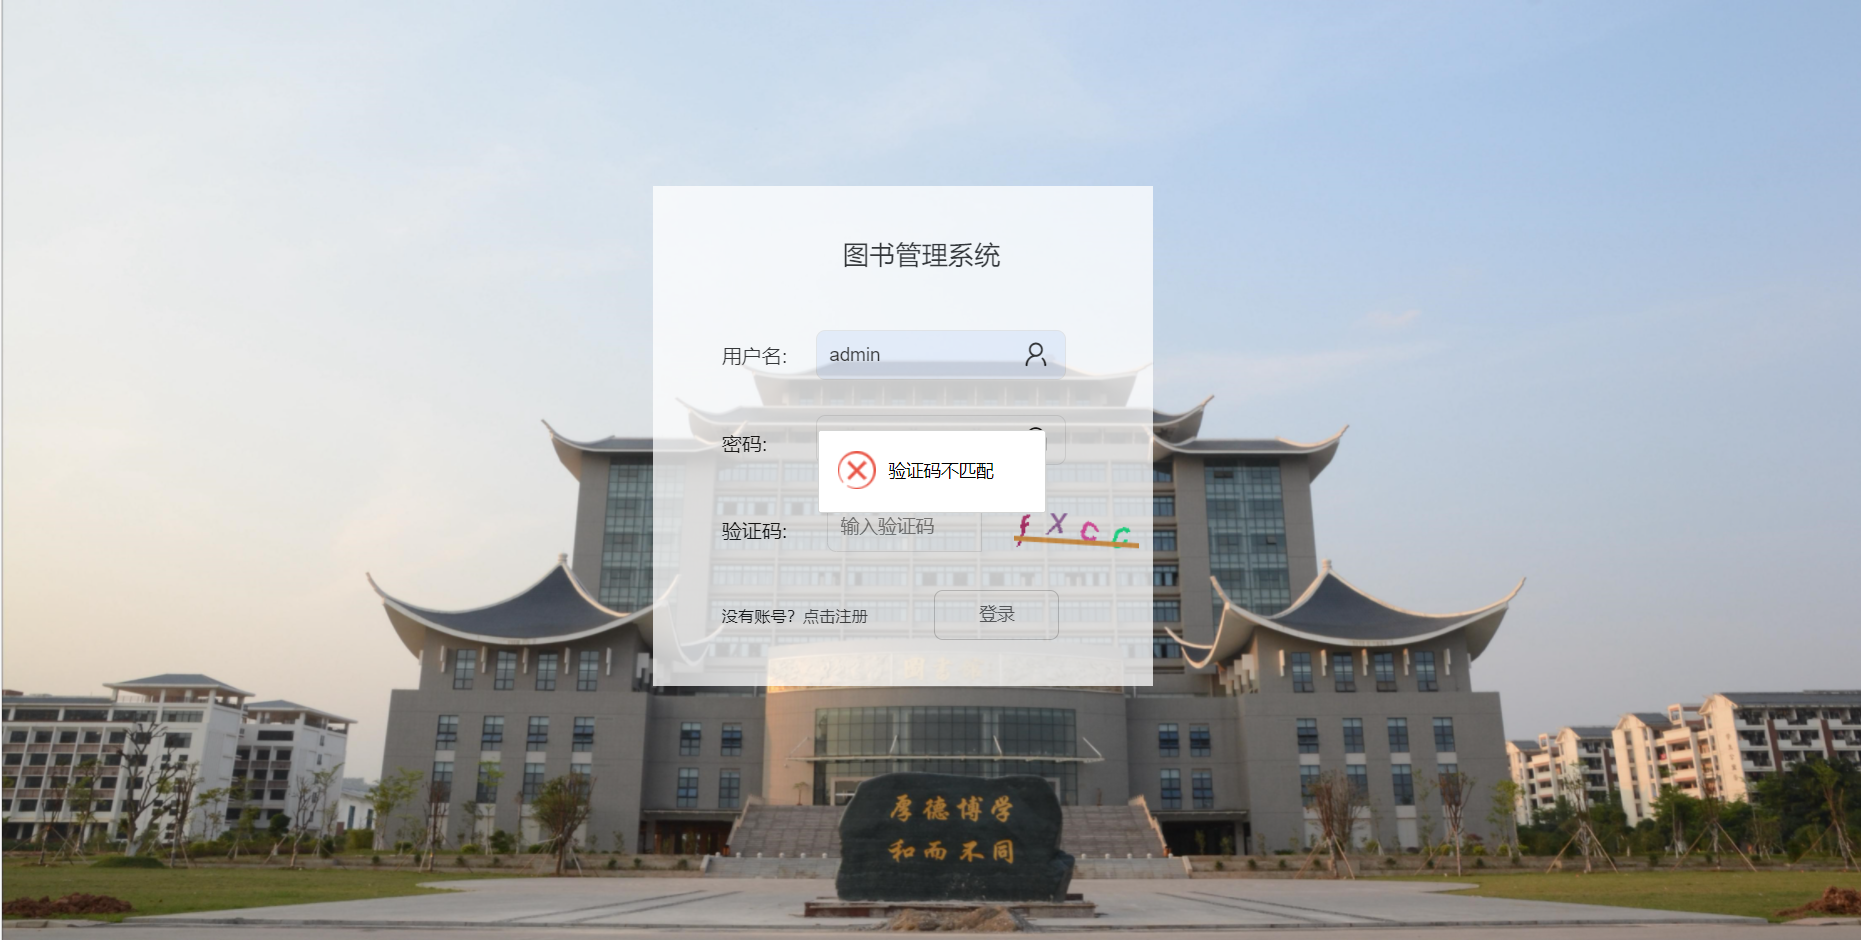 图书管理系统
用户名:
admin
密码:
验证码不匹配
验证码:
输入验证码
fXcc
没有账号？点击注册
登录
厚德博学
和而不同